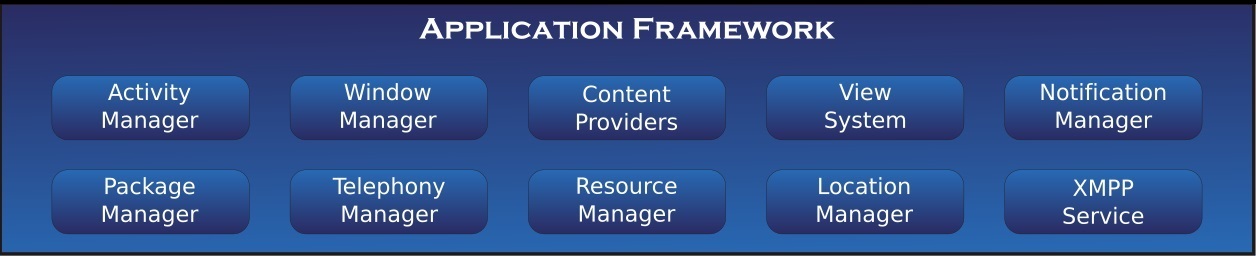 Application Framework
Activity
Manager
Window
Manager
Content
Providers
View
System
Notification
Manager
Package
Manager
Telephony
Manager
Resource
Manager
Location
Manager
XMPP
Service